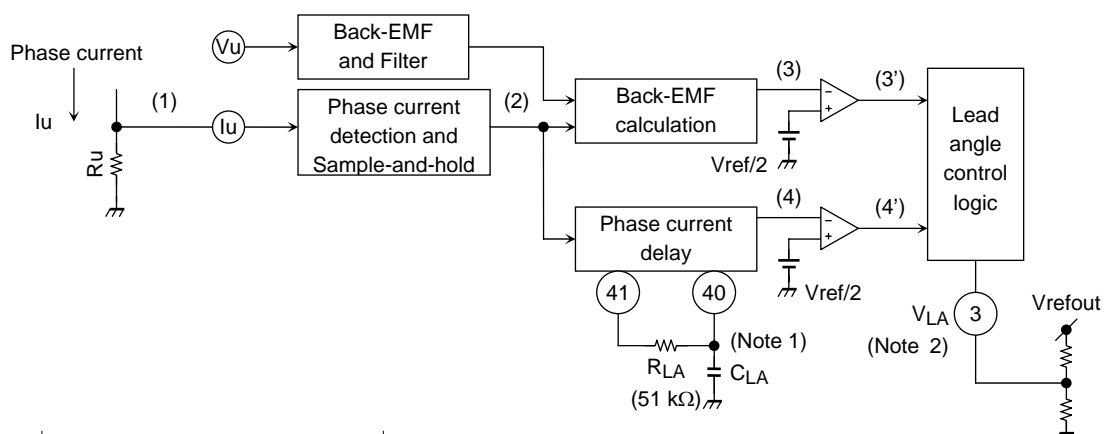 Phase current
Iu
(1)
Ru
Vu
Iu
Back-EMF
and Filter
Phase current
detection and
Sample-and-hold
(2)
Back-EMF
calculation
(3)
−
+
Vref/2
(3’)
Phase current
delay
(4)
−
+
Vref/2
(4’)
Lead
angle
control
logic
41
40
(Note 1)
RLA
(51 kΩ)
CLA
VLA
(Note 2)
3
Vrefout